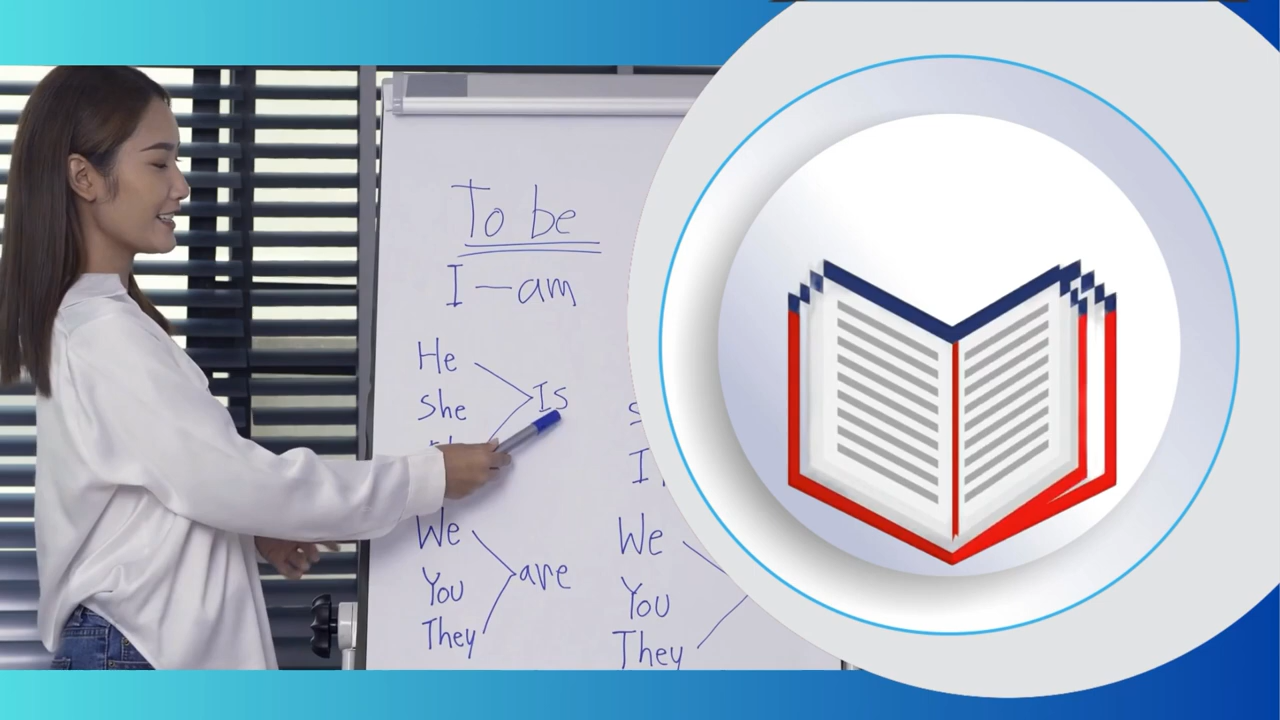 To be
I – am
He
She
Is
We
You
They
are
We
You
They